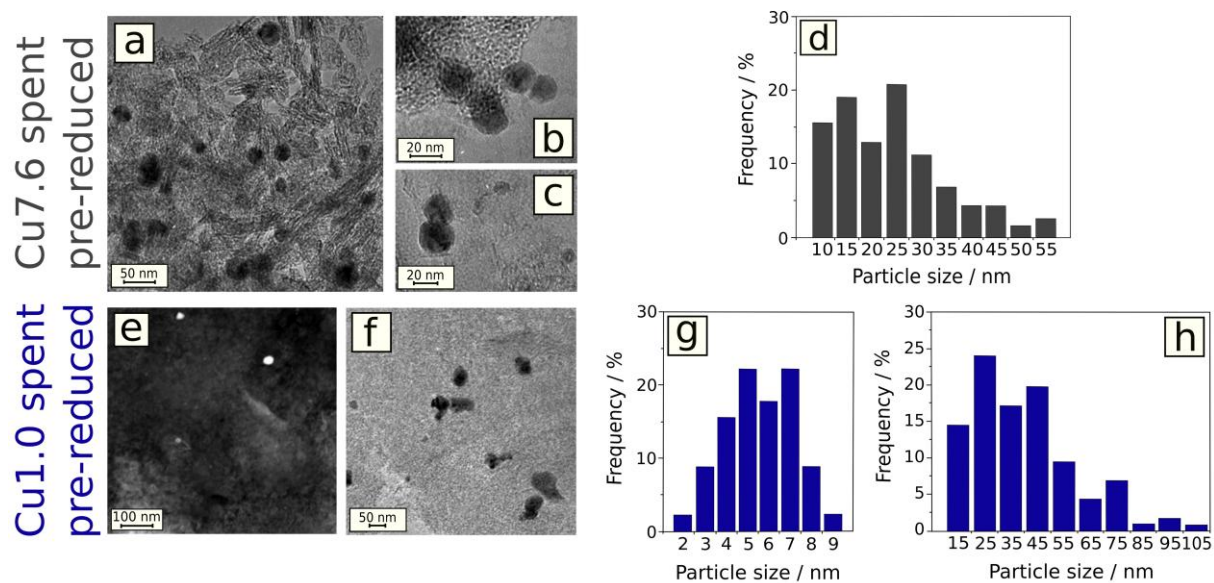 Cu7.6 spent
pre-reduced
a
50 nm
b
20 nm
c
20 nm
d
Frequency / %
30
20
10
0
10 15 20 25 30 35 40 45 50 55
Particle size / nm
Cu1.0 spent
pre-reduced
e
100 nm
f
50 nm
g
Frequency / %
30
20
10
0
2 3 4 5 6 7 8 9
Particle size / nm
h
Frequency / %
30
25
20
15
10
5
0
15 25 35 45 55 65 75 85 95 105
Particle size / nm